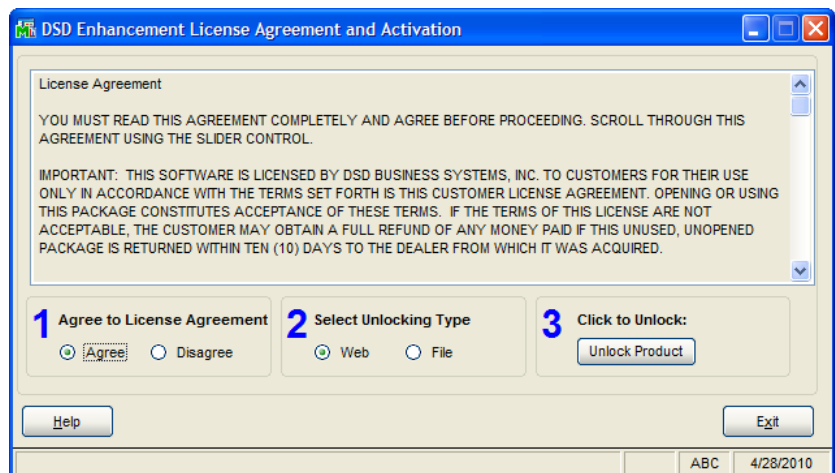 DSD Enhancement License Agreement and Activation
License Agreement
YOU MUST READ THIS AGREEMENT COMPLETELY AND AGREE BEFORE PROCEEDING. SCROLL THROUGH THIS
AGREEMENT USING THE SLIDER CONTROL.
IMPORTANT: THIS SOFTWARE IS LICENSED BY DSD BUSINESS SYSTEMS, INC. TO CUSTOMERS FOR THEIR USE
ONLY IN ACCORDANCE WITH THE TERMS SET FORTH IS THIS CUSTOMER LICENSE AGREEMENT. OPENING OR USING
THIS PACKAGE CONSTITUTES ACCEPTANCE OF THESE TERMS. IF THE TERMS OF THIS LICENSE ARE NOT
ACCEPTABLE, THE CUSTOMER MAY OBTAIN A FULL REFUND OF ANY MONEY PAID IF THIS UNUSED, UNOPENED
PACKAGE IS RETURNED WITHIN TEN (10) DAYS TO THE DEALER FROM WHICH IT WAS ACQUIRED.
1 Agree to License Agreement
Agree Disagree
2 Select Unlocking Type
Web File
3 Click to Unlock:
Unlock Product
Help Exit
ABC 4/28/2010